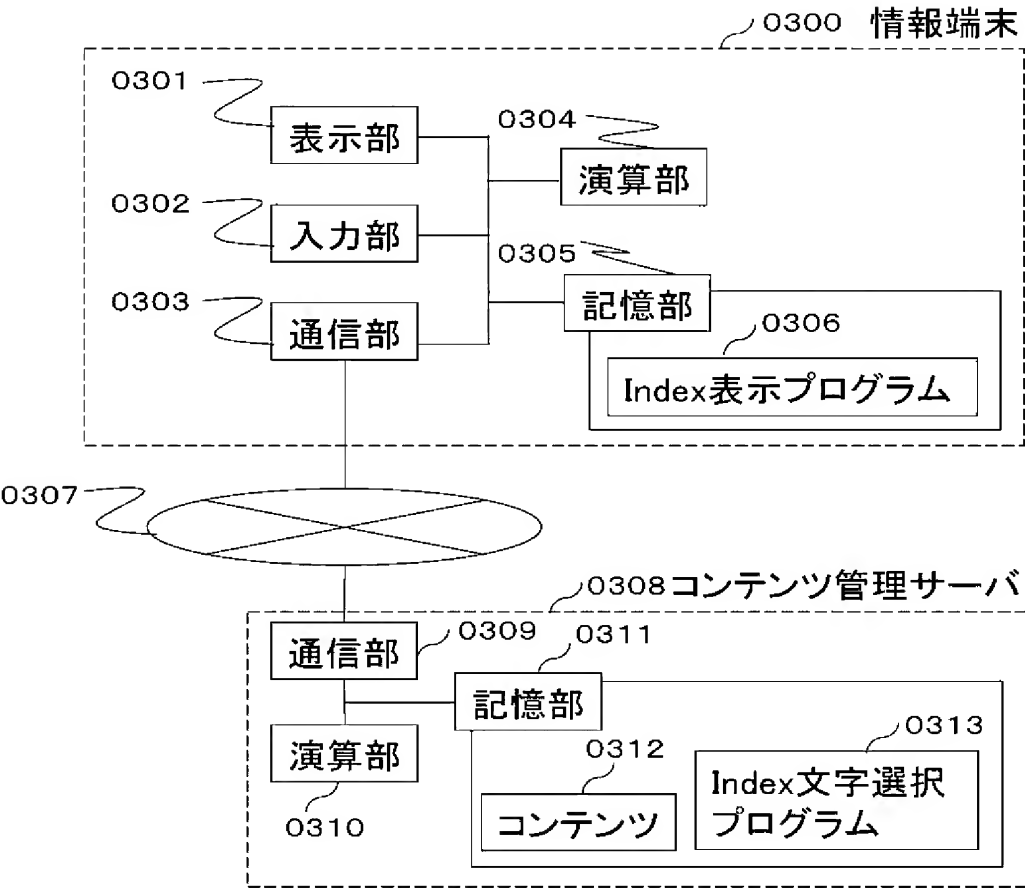 0300 情報端末
0301
表示部
0304
演算部
0302
入力部
0305
記憶部
0303
通信部
0306
Index表示プログラム
0307
0308コンテンツ管理サーバ
0309
通信部
0311
記憶部
演算部
0310
0312
コンテンツ
0313
Index文字選択
プログラム